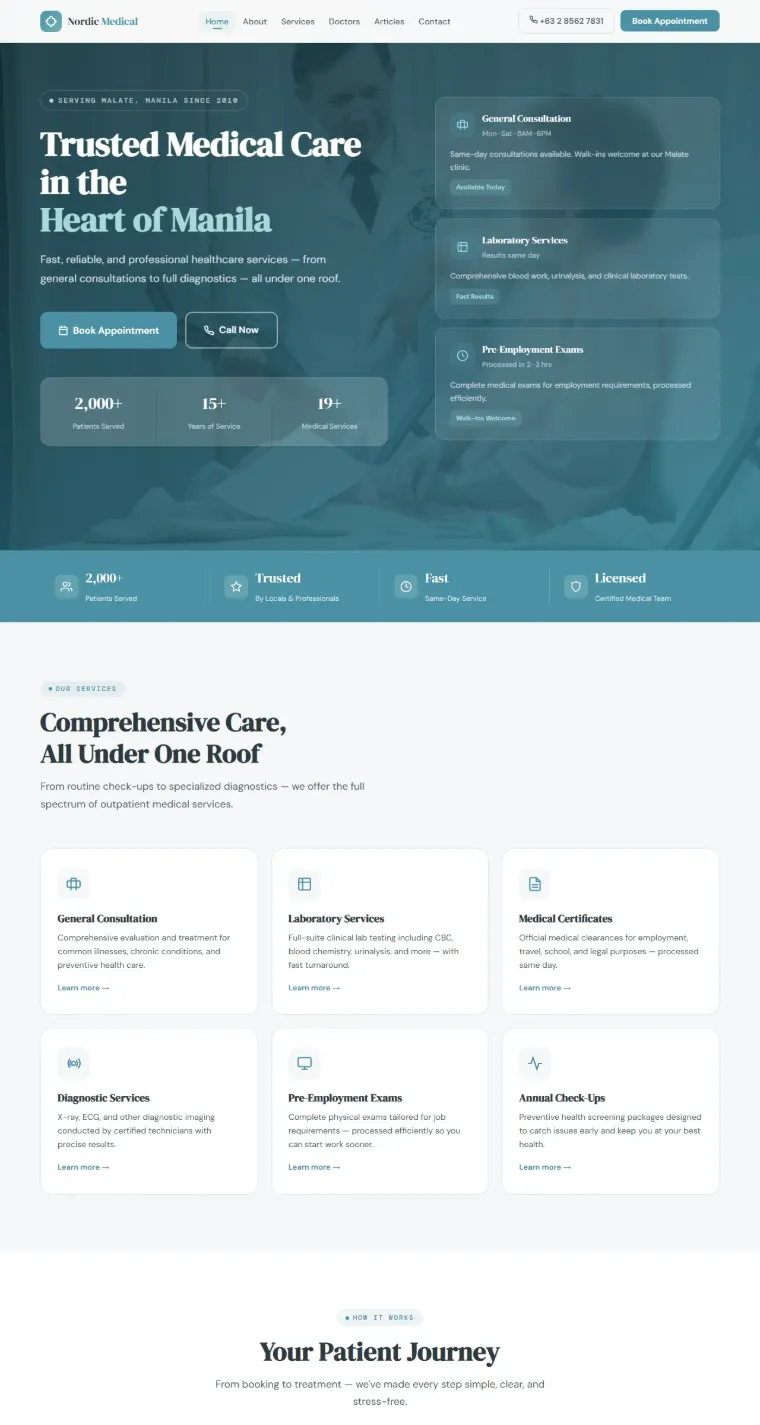 Nordic Medical
Home
About
Services
Doctors
Articles
Contact
+63 2 8562 7831
Book Appointment
SERVING MALATE, MANILA SINCE 2010
Trusted Medical Care
in the
Heart of Manila
Fast, reliable, and professional healthcare services — from
general consultations to full diagnostics — all under one roof.
Book Appointment
Call Now
2,000+
Patients Served
15+
Years of Service
19+
Medical Services
General Consultation
Mon–Sat · 8AM–6PM
Same-day consultations available. Walk-ins welcome at our Malate
clinic.
Available Today
Laboratory Services
Results same day
Comprehensive blood work, urinalysis, and clinical laboratory tests.
Fast Results
Pre-Employment Exams
Processed in 2–3 hrs
Complete medical exams for employment requirements, processed
efficiently.
Walk-ins Welcome
2,000+
Patients Served
Trusted
By Locals & Professionals
Fast
Same-Day Service
Licensed
Certified Medical Team
OUR SERVICES
Comprehensive Care,
All Under One Roof
From routine check-ups to specialized diagnostics — we offer the full
spectrum of outpatient medical services.
General Consultation
Comprehensive evaluation and treatment for
common illnesses, chronic conditions, and
preventive health care.
Learn more →
Laboratory Services
Full-suite clinical lab testing including CBC,
blood chemistry, urinalysis, and more — with
fast turnaround.
Learn more →
Medical Certificates
Official medical clearances for employment,
travel, school, and legal purposes — processed
same day.
Learn more →
Diagnostic Services
X-ray, ECG, and other diagnostic imaging
conducted by certified technicians with
precise results.
Learn more →
Pre-Employment Exams
Complete physical exams tailored for job
requirements — processed efficiently so you
can start work sooner.
Learn more →
Annual Check-Ups
Preventive health screening packages designed
to catch issues early and keep you at your best
health.
Learn more →
HOW IT WORKS
Your Patient Journey
From booking to treatment — we've made every step simple, clear, and
stress-free.